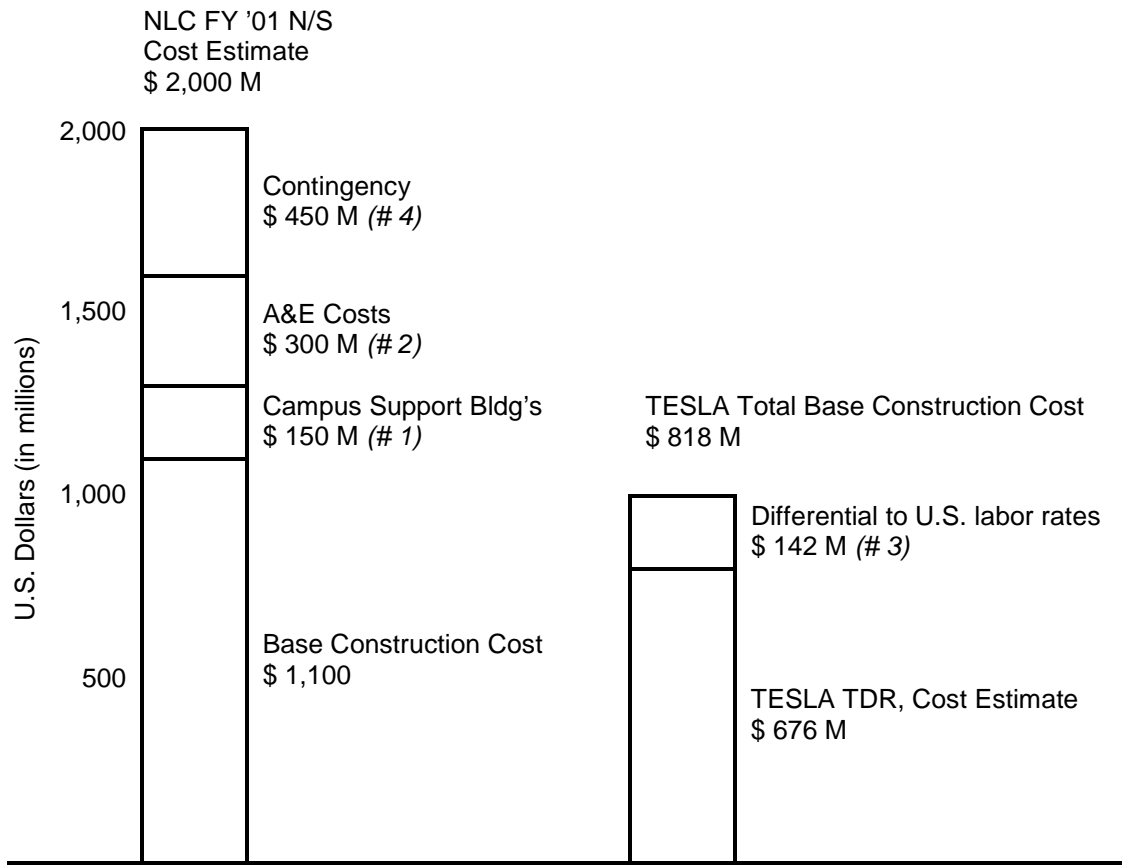 NLC FY '01 N/S
Cost Estimate
$ 2,000 M
2,000
Contingency
$ 450 M (# 4)
1,500
A&E Costs
$ 300 M (# 2)
Campus Support Bldg's
$ 150 M (# 1)
TESLA Total Base Construction Cost
$ 818 M
1,000
Differential to U.S. labor rates
$ 142 M (# 3)
U.S. Dollars (in millions)
Base Construction Cost
$ 1,100
500
TESLA TDR, Cost Estimate
$ 676 M